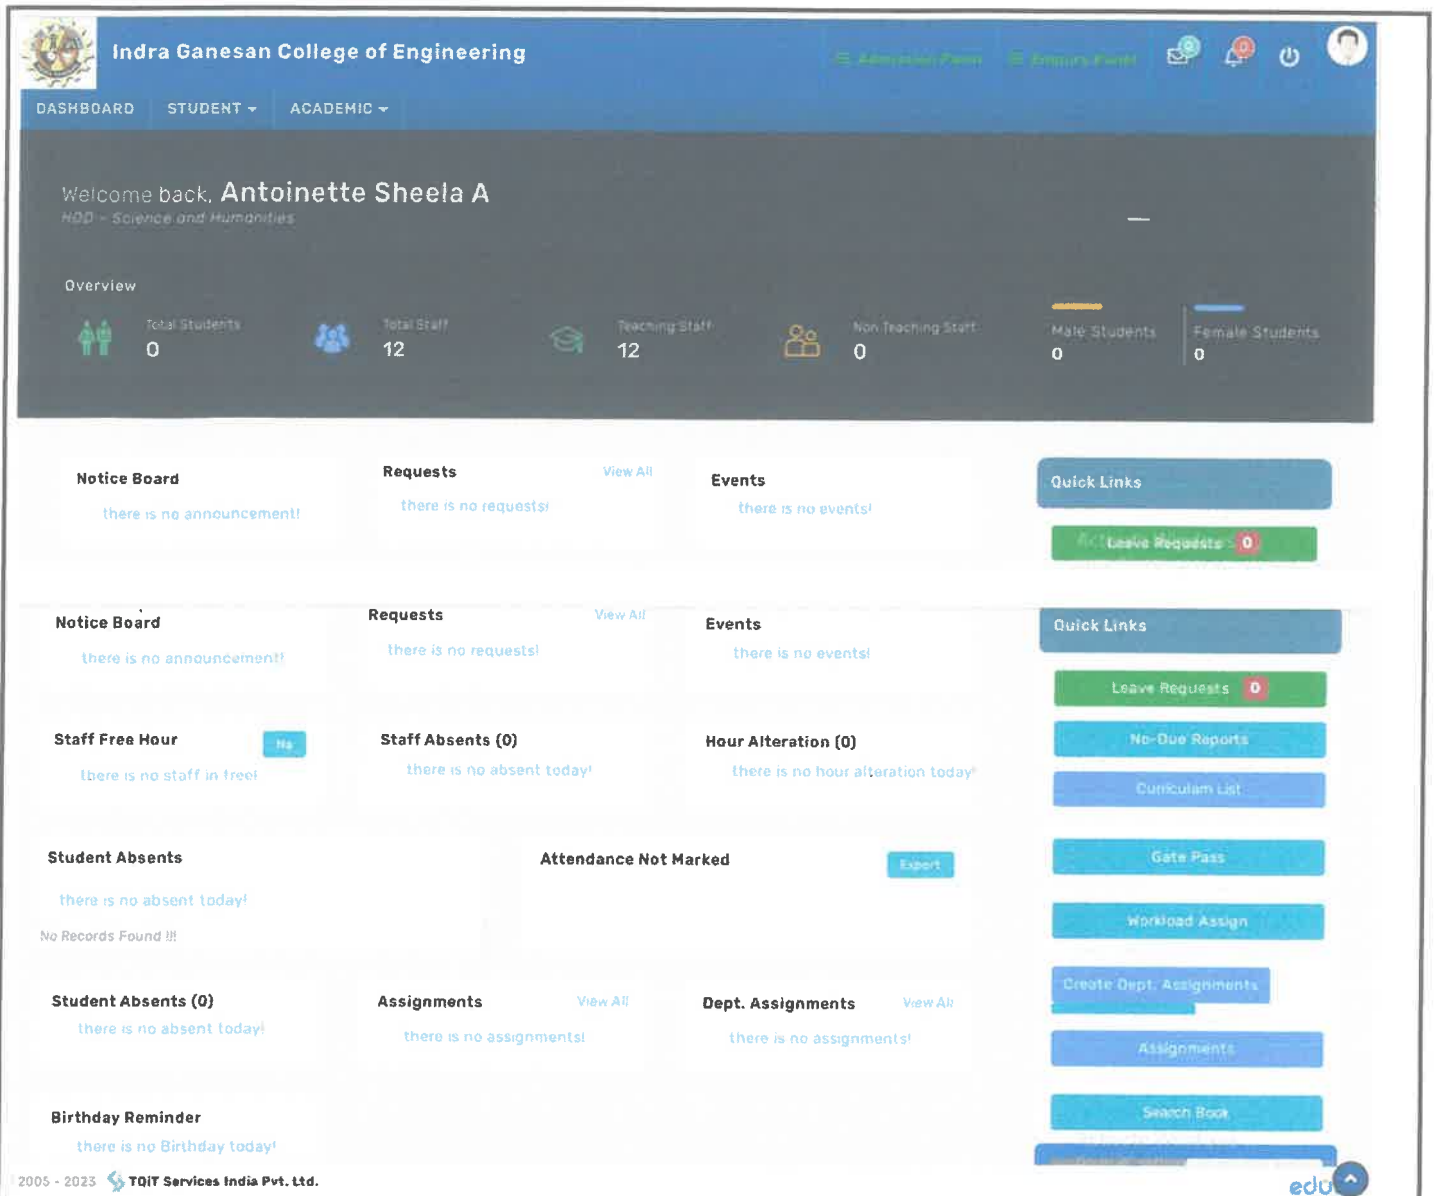 Indra Ganesan College of Engineering
Admission Panel
Enquiry Panel
0
0
DASHBOARD
STUDENT
ACADEMIC
Welcome back, Antoinette Sheela A
HOD - Science and Humanities
Overview
Total Students
0
Total Staff
12
Teaching Staff
12
Non Teaching Staff
0
Male Students
0
Female Students
0
Notice Board
there is no announcement!
Requests
View All
there is no requests!
Events
there is no events!
Quick Links
Leave Requests 0
Notice Board
there is no announcement!
Requests
View All
there is no requests!
Events
there is no events!
Quick Links
Leave Requests 0
Staff Free Hour
No
there is no staff in free!
Staff Absents (0)
there is no absent today!
Hour Alteration (0)
there is no hour alteration today!
No-Due Reports
Curriculam List
Student Absents
there is no absent today!
No Records Found !!!
Attendance Not Marked
Export
Gate Pass
Workload Assign
Student Absents (0)
there is no absent today!
Assignments
View All
there is no assignments!
Dept. Assignments
View All
there is no assignments!
Create Dept. Assignments
Assignments
Birthday Reminder
there is no Birthday today!
Search Book
2005 - 2023 TQiT Services India Pvt. Ltd.